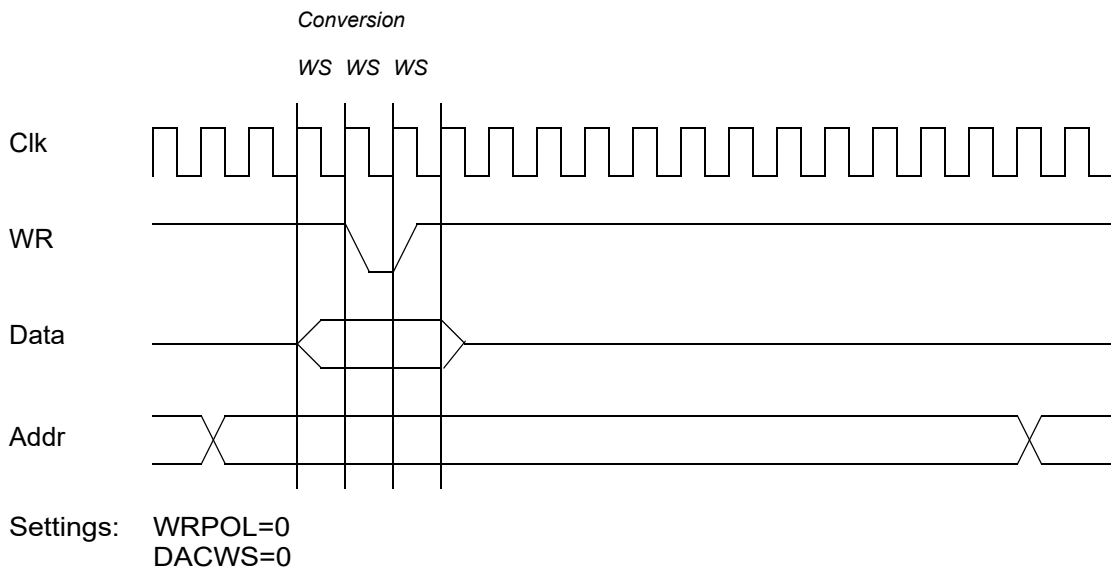 Conversion
WS WS WS
Clk
WR
Data
Addr
Settings: WRPOL=0
DACWS=0